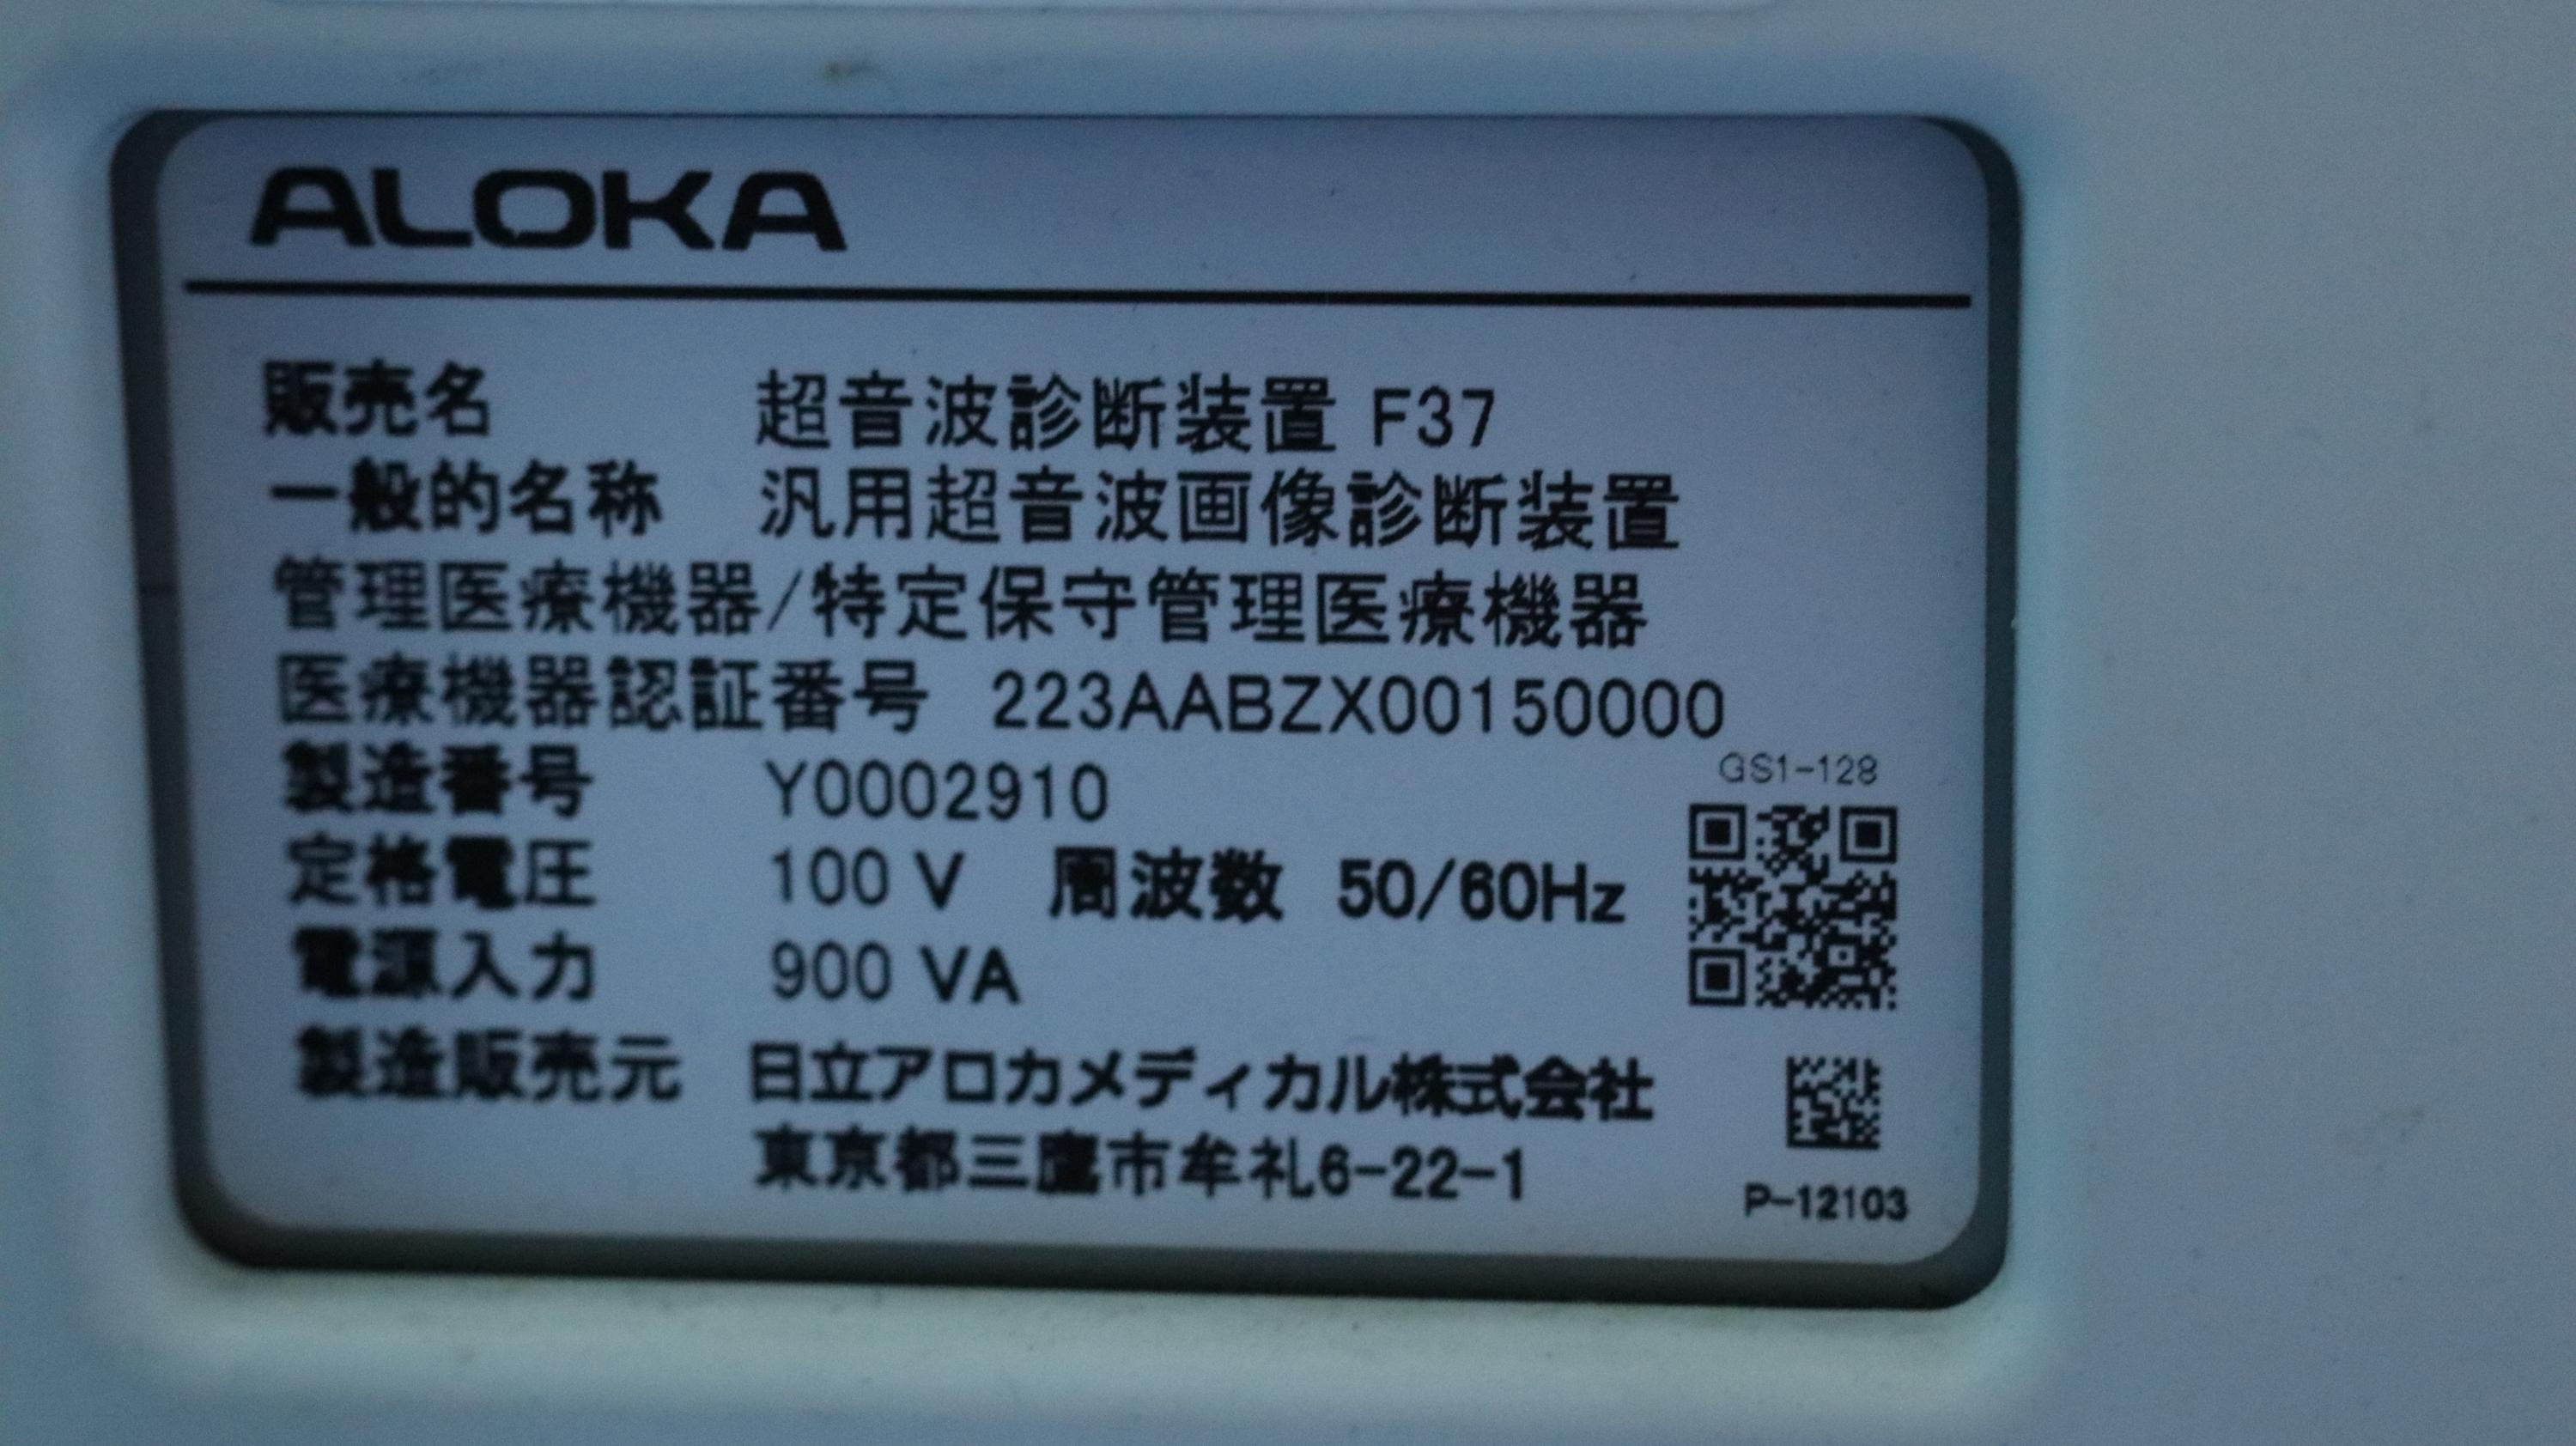 ALOKA
販売名 超音波診断装置 F37
一般的名称 汎用超音波画像診断装置
管理医療機器/特定保守管理医療機器
医療機器認証番号 223AABZX00150000
製造番号 Y0002910
GS1-128
定格電圧 100 V 周波数 50/60Hz
電源入力 900 VA
製造販売元 日立アロカメディカル株式会社
東京都三鷹市牟礼6-22-1
P-12103